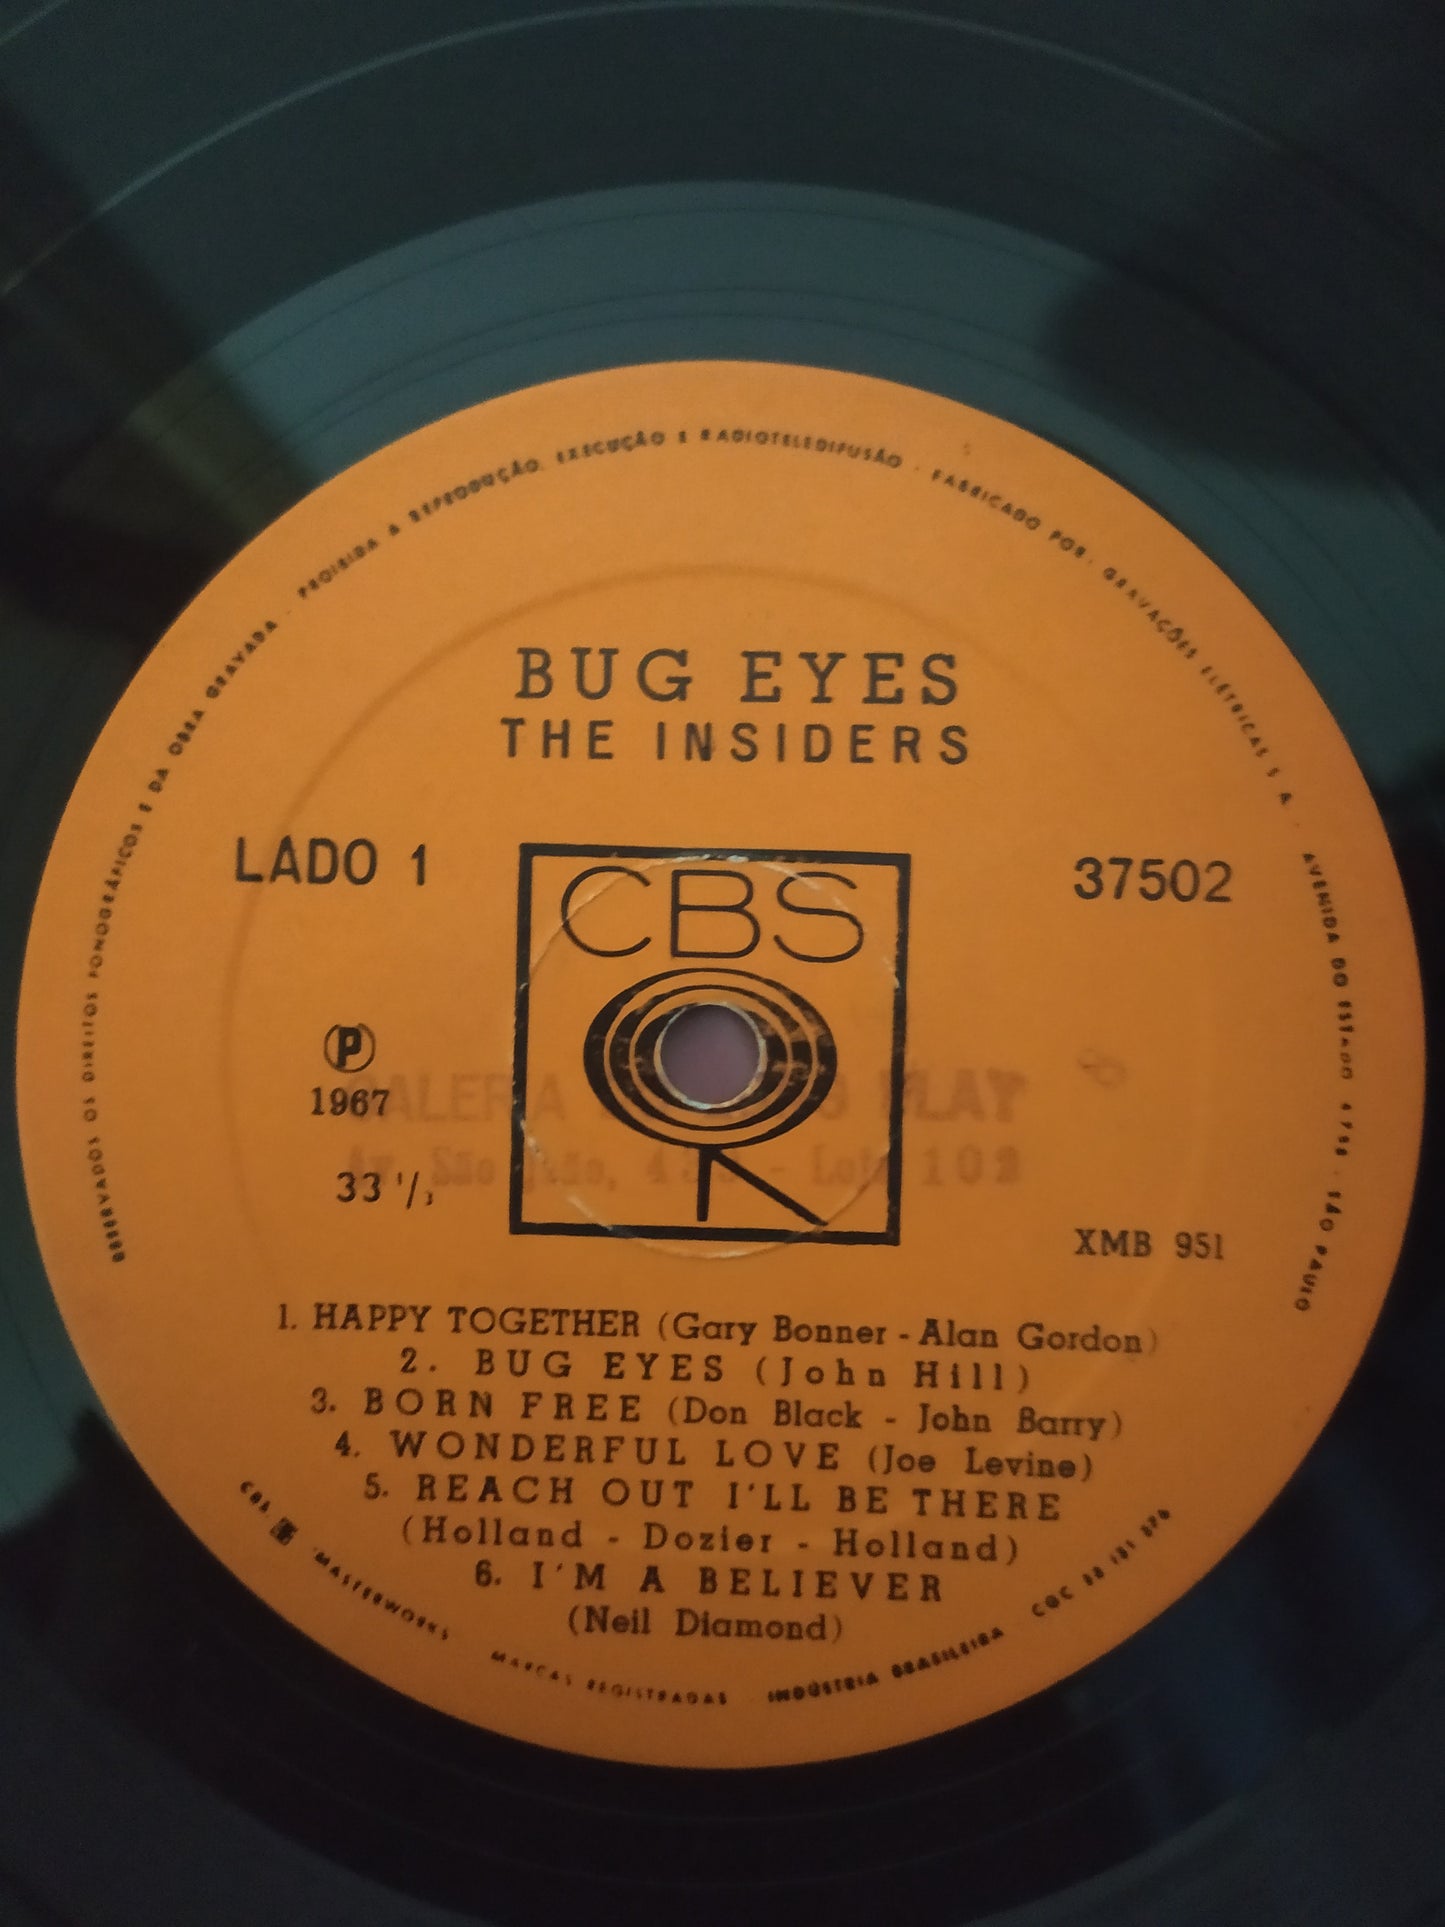 RESERVADOS OS DIREITOS FONOGRÁFICOS E DA OBRA GRAVADA · PROIBIDA A REPRODUÇÃO, EXECUÇÃO E RADIOTELEDIFUSÃO · FABRICADO POR: GRAVAÇÕES ELÉTRICAS S A · AVENIDA DO ESTADO 4755 · SÃO PAULO
BUG EYES
THE INSIDERS
LADO 1
37502
CBS
P
1967
33 1/3
XMB 951
1. HAPPY TOGETHER (Gary Bonner - Alan Gordon)
2. BUG EYES (John Hill)
3. BORN FREE (Don Black - John Barry)
4. WONDERFUL LOVE (Joe Levine)
5. REACH OUT I'LL BE THERE
(Holland - Dozier - Holland)
6. I'M A BELIEVER
(Neil Diamond)
MASTERWORKS MARCAS REGISTRADAS INDÚSTRIA BRASILEIRA